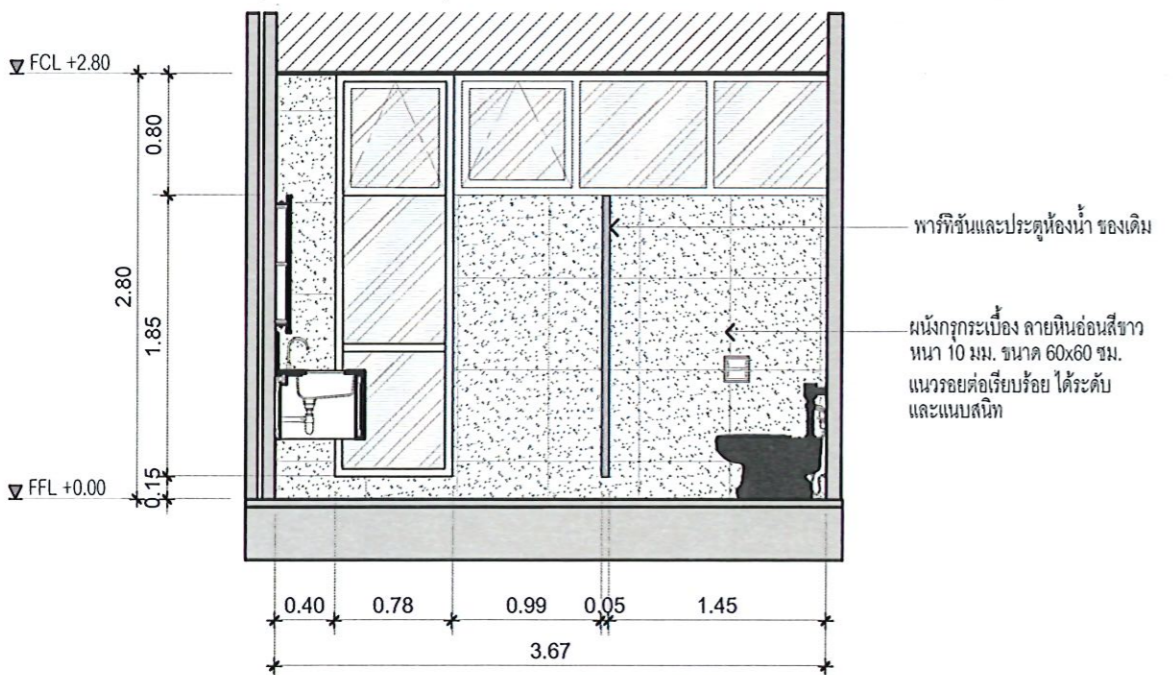 FCL +2.80
0.80
2.80
1.85
0.15
FFL +0.00
พาร์ทิชันและประตูห้องน้ำ ของเดิม
ผนังกรุกระเบื้อง ลายหินอ่อนสีขาว
หนา 10 มม. ขนาด 60x60 ซม.
แนวรอยต่อเรียบร้อย ได้ระดับ
และแนบสนิท
0.40 0.78 0.99 0.05 1.45
3.67